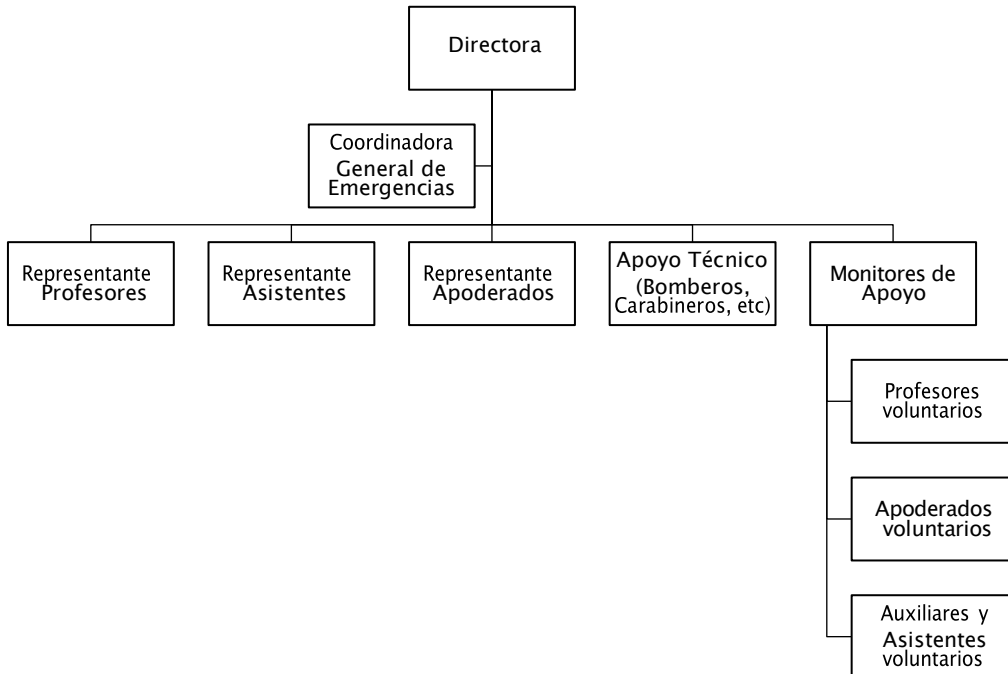 Directora
Coordinadora
General de
Emergencias
Representante
Profesores
Representante
Asistentes
Representante
Apoderados
Apoyo Técnico
(Bomberos,
Carabineros, etc)
Monitores de
Apoyo
Profesores
voluntarios
Apoderados
voluntarios
Auxiliares y
Asistentes
voluntarios